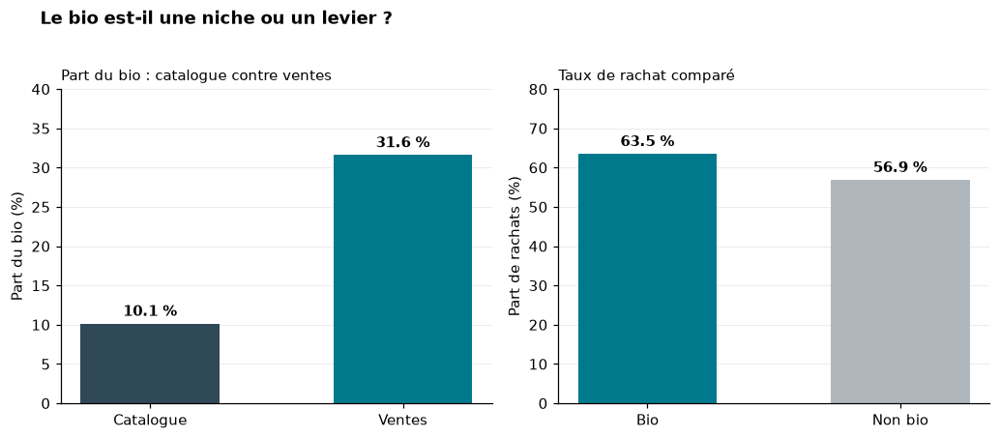 Le bio est-il une niche ou un levier ?
Part du bio : catalogue contre ventes
Part du bio (%)
40
35
30
25
20
15
10
5
0
10.1 %
31.6 %
Catalogue
Ventes
Taux de rachat comparé
Part de rachats (%)
80
70
60
50
40
30
20
10
0
63.5 %
56.9 %
Bio
Non bio